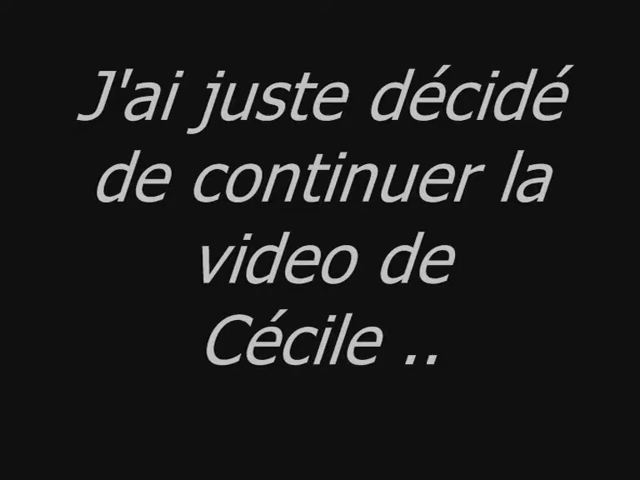 J'ai juste décidé
de continuer la
video de
Cécile ..